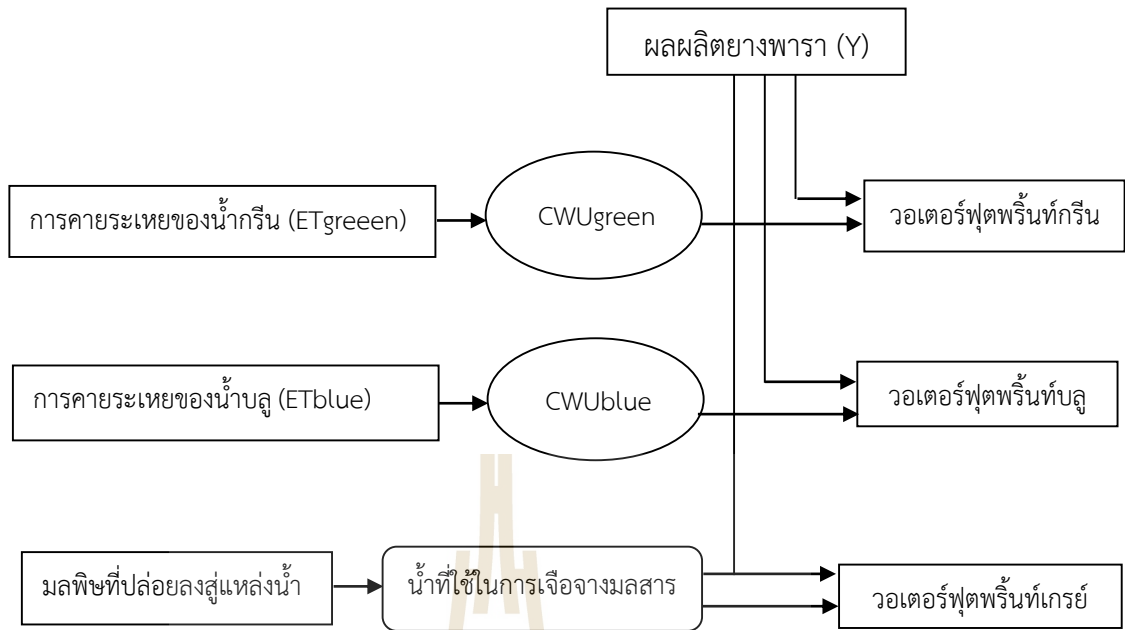 ผลผลิตยางพารา (Y)
การคายระเหยของน้ำกรีน (ETgreeen)
CWUgreen
วอเตอร์ฟุตพริ้นท์กรีน
การคายระเหยของน้ำบลู (ETblue)
CWUblue
วอเตอร์ฟุตพริ้นท์บลู
มลพิษที่ปล่อยลงสู่แหล่งน้ำ
น้ำที่ใช้ในการเจือจางมลสาร
วอเตอร์ฟุตพริ้นท์เกรย์